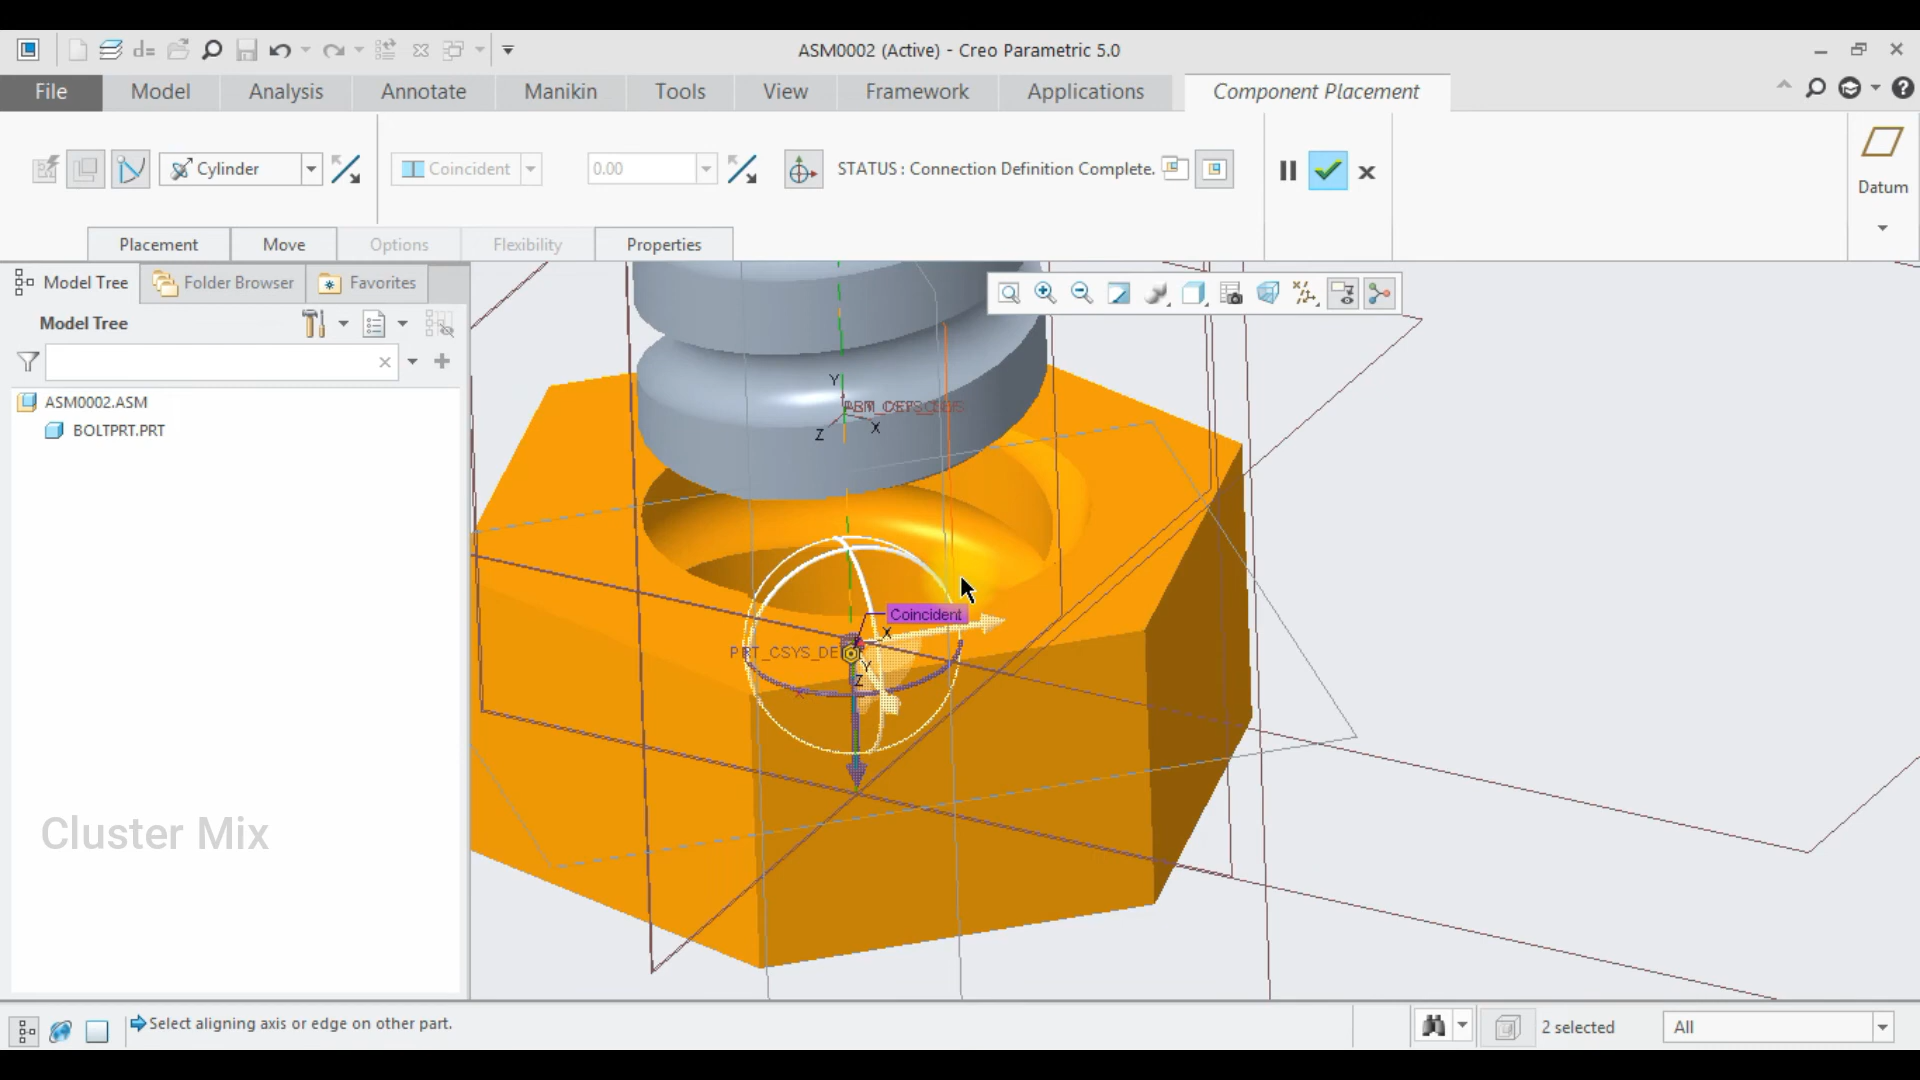 d=
ASM0002 (Active) - Creo Parametric 5.0
File Model Analysis Annotate Manikin Tools View Framework Applications Component Placement
Cylinder Coincident 0.00 STATUS : Connection Definition Complete.
Datum
Placement Move Options Flexibility Properties
Model Tree Folder Browser Favorites
Model Tree
ASM0002.ASM
BOLTPRT.PRT
Y
Z X
Coincident
X
PRT_CSYS_DEF
Y
Z
X
Cluster Mix
Select aligning axis or edge on other part.
2 selected All